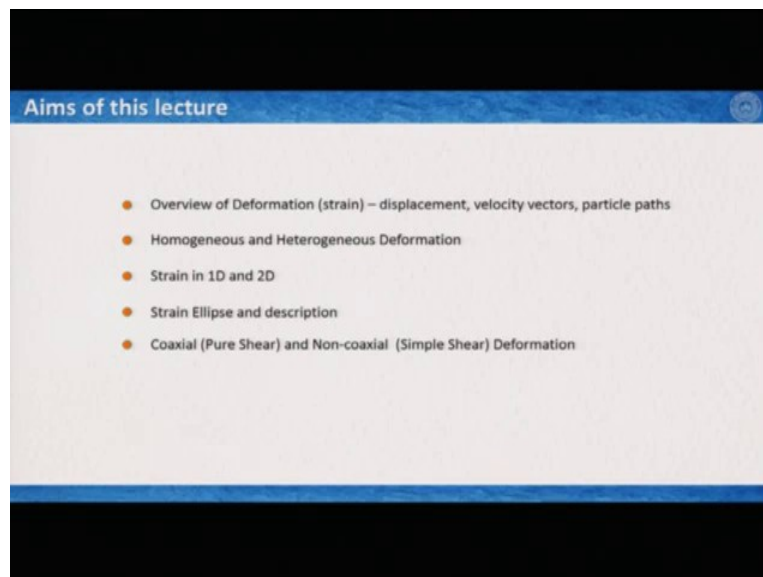 Aims of this lecture
Overview of Deformation (strain) – displacement, velocity vectors, particle paths
Homogeneous and Heterogeneous Deformation
Strain in 1D and 2D
Strain Ellipse and description
Coaxial (Pure Shear) and Non-coaxial (Simple Shear) Deformation